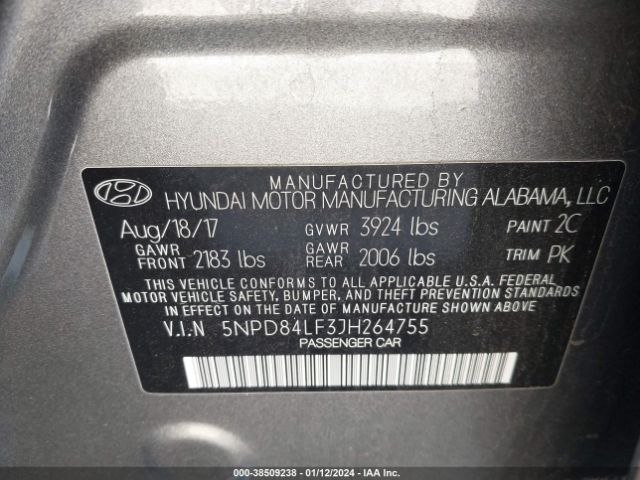 MANUFACTURED BY
HYUNDAI MOTOR MANUFACTURING ALABAMA, LLC
Aug/18/17 GVWR 3924 lbs PAINT 2C
GAWR FRONT 2183 lbs GAWR REAR 2006 lbs TRIM PK
THIS VEHICLE CONFORMS TO ALL APPLICABLE U.S.A. FEDERAL
MOTOR VEHICLE SAFETY, BUMPER, AND THEFT PREVENTION STANDARDS
IN EFFECT ON THE DATE OF MANUFACTURE SHOWN ABOVE.
V.I.N 5NPD84LF3JH264755
PASSENGER CAR
000-38509238 - 01/12/2024 - IAA Inc.